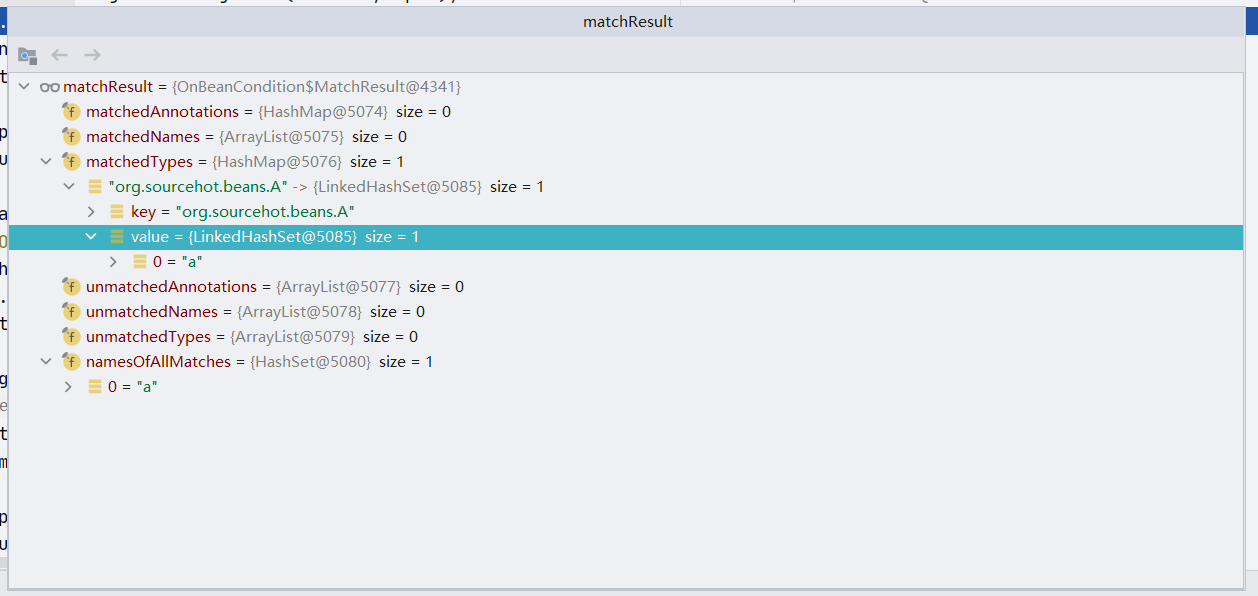 matchResult
matchResult = {OnBeanCondition$MatchResult@4341}
matchedAnnotations = {HashMap@5074} size = 0
matchedNames = {ArrayList@5075} size = 0
matchedTypes = {HashMap@5076} size = 1
"org.sourcehot.beans.A" -> {LinkedHashSet@5085} size = 1
key = "org.sourcehot.beans.A"
value = {LinkedHashSet@5085} size = 1
0 = "a"
unmatchedAnnotations = {ArrayList@5077} size = 0
unmatchedNames = {ArrayList@5078} size = 0
unmatchedTypes = {ArrayList@5079} size = 0
namesOfAllMatches = {HashSet@5080} size = 1
0 = "a"